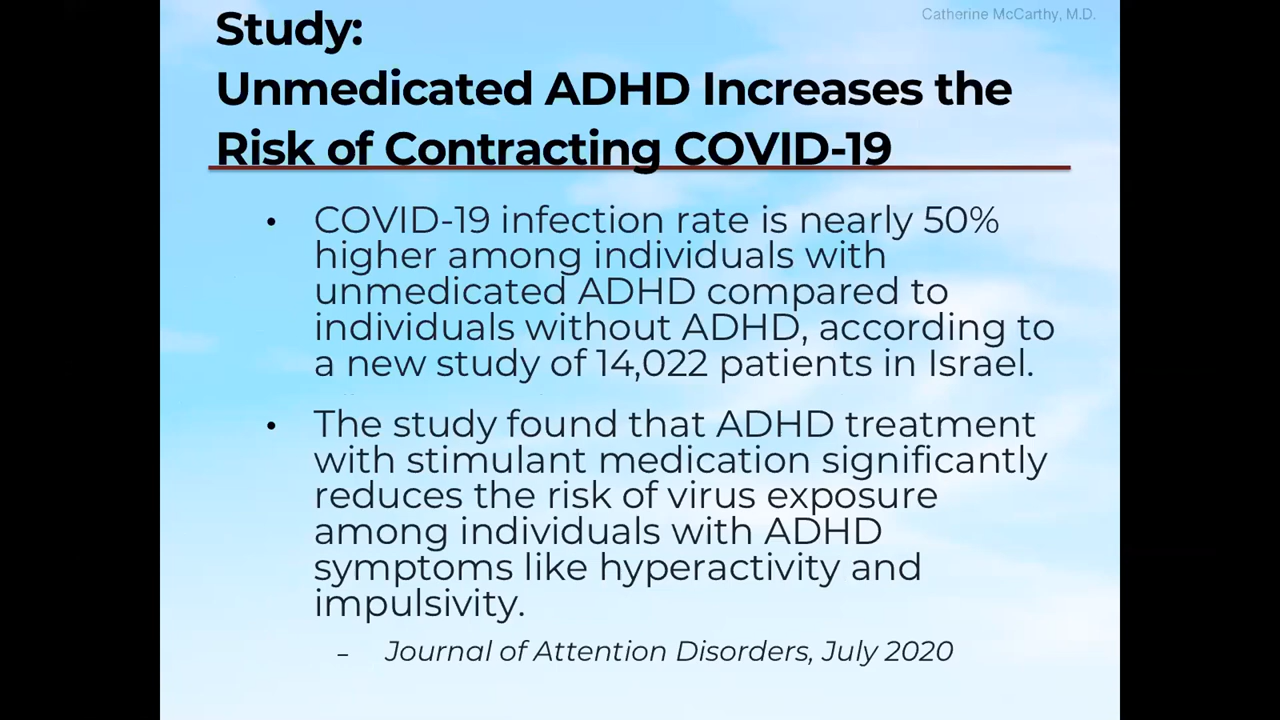 Catherine McCarthy, M.D.
Study:
Unmedicated ADHD Increases the
Risk of Contracting COVID-19
• COVID-19 infection rate is nearly 50%
higher among individuals with
unmedicated ADHD compared to
individuals without ADHD, according to
a new study of 14,022 patients in Israel.
• The study found that ADHD treatment
with stimulant medication significantly
reduces the risk of virus exposure
among individuals with ADHD
symptoms like hyperactivity and
impulsivity.
– Journal of Attention Disorders, July 2020